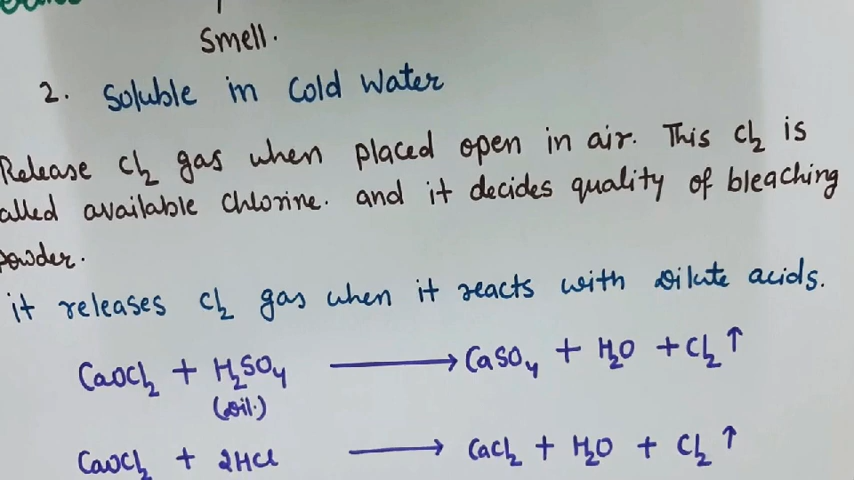 Smell.
2. Soluble in Cold Water
Release Cl₂ gas when placed open in air. This Cl₂ is
alled available Chlorine. and it decides quality of bleaching
powder.
it releases Cl₂ gas when it reacts with dilute acids.
CaOCl₂ + H₂SO₄ ⟶ CaSO₄ + H₂O + Cl₂ ↑
(dil.)
CaOCl₂ + 2HCl ⟶ CaCl₂ + H₂O + Cl₂ ↑